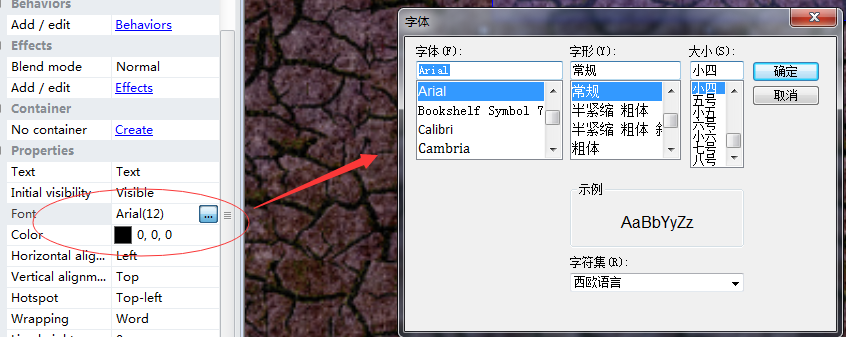 Behaviors
Add / edit Behaviors
Effects
Blend mode Normal
Add / edit Effects
Container
No container Create
Properties
Text Text
Initial visibility Visible
Font Arial(12) ...
Color 0, 0, 0
Horizontal alig... Left
Vertical alignm... Top
Hotspot Top-left
Wrapping Word
字体
字体(F):
Arial
Arial
Bookshelf Symbol 7
Calibri
Cambria
字形(Y):
常规
常规
半紧缩 粗体
半紧缩 粗体 斜
粗体
大小(S):
小四
小四
五号
小五
六号
小六
七号
八号
确定
取消
示例
AaBbYyZz
字符集(R):
西欧语言